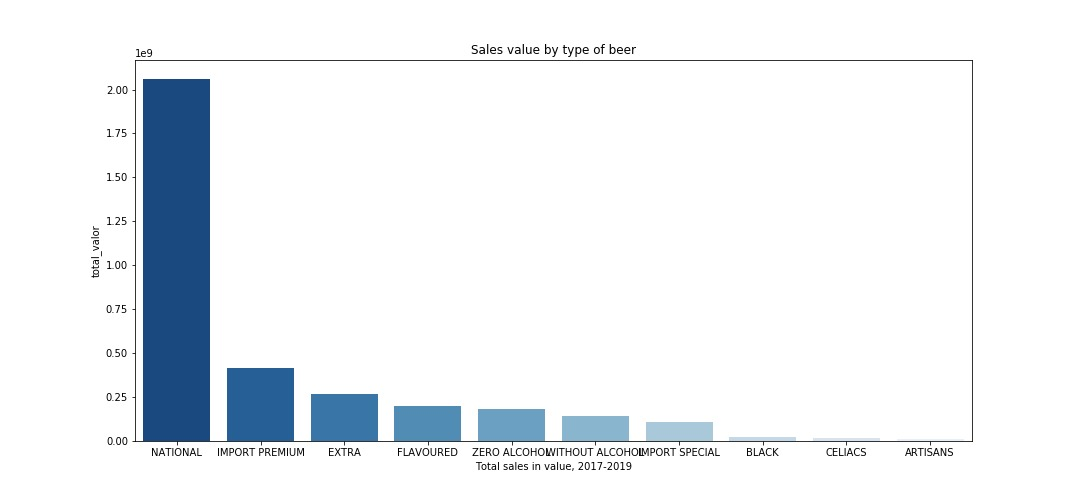 Sales value by type of beer
1e9
2.00
1.75
1.50
1.25
1.00
0.75
0.50
0.25
0.00
total_valor
NATIONAL IMPORT PREMIUM EXTRA FLAVOURED ZERO ALCOHOL WITHOUT ALCOHOL IMPORT SPECIAL BLACK CELIACS ARTISANS
Total sales in value, 2017-2019